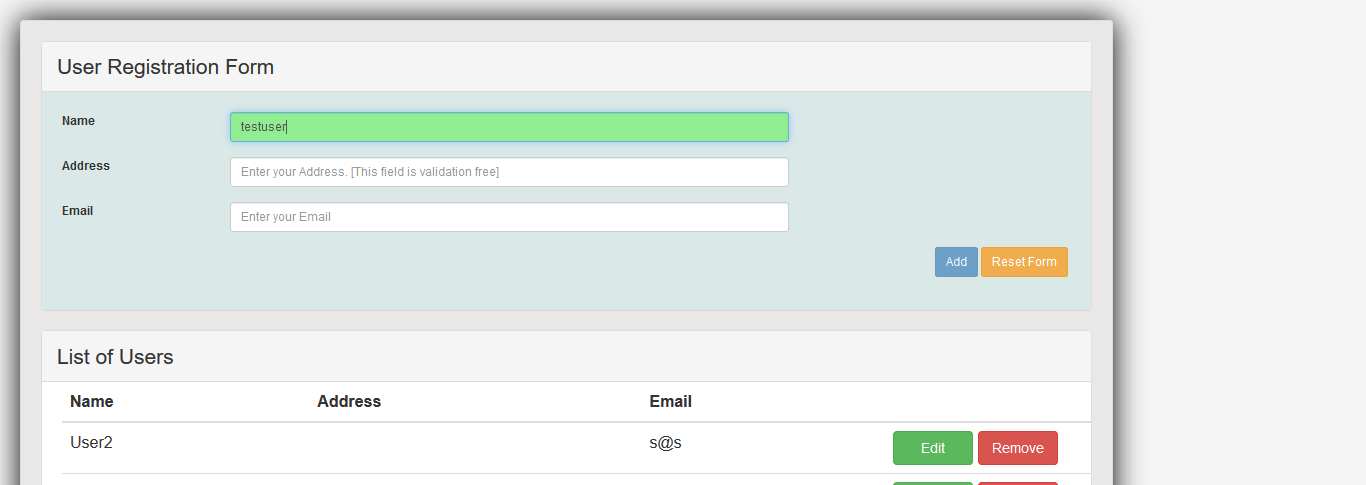 User Registration Form
Name
testuser
Address
Enter your Address. [This field is validation free]
Email
Enter your Email
Add Reset Form
List of Users
Name Address Email
User2 s@s Edit Remove